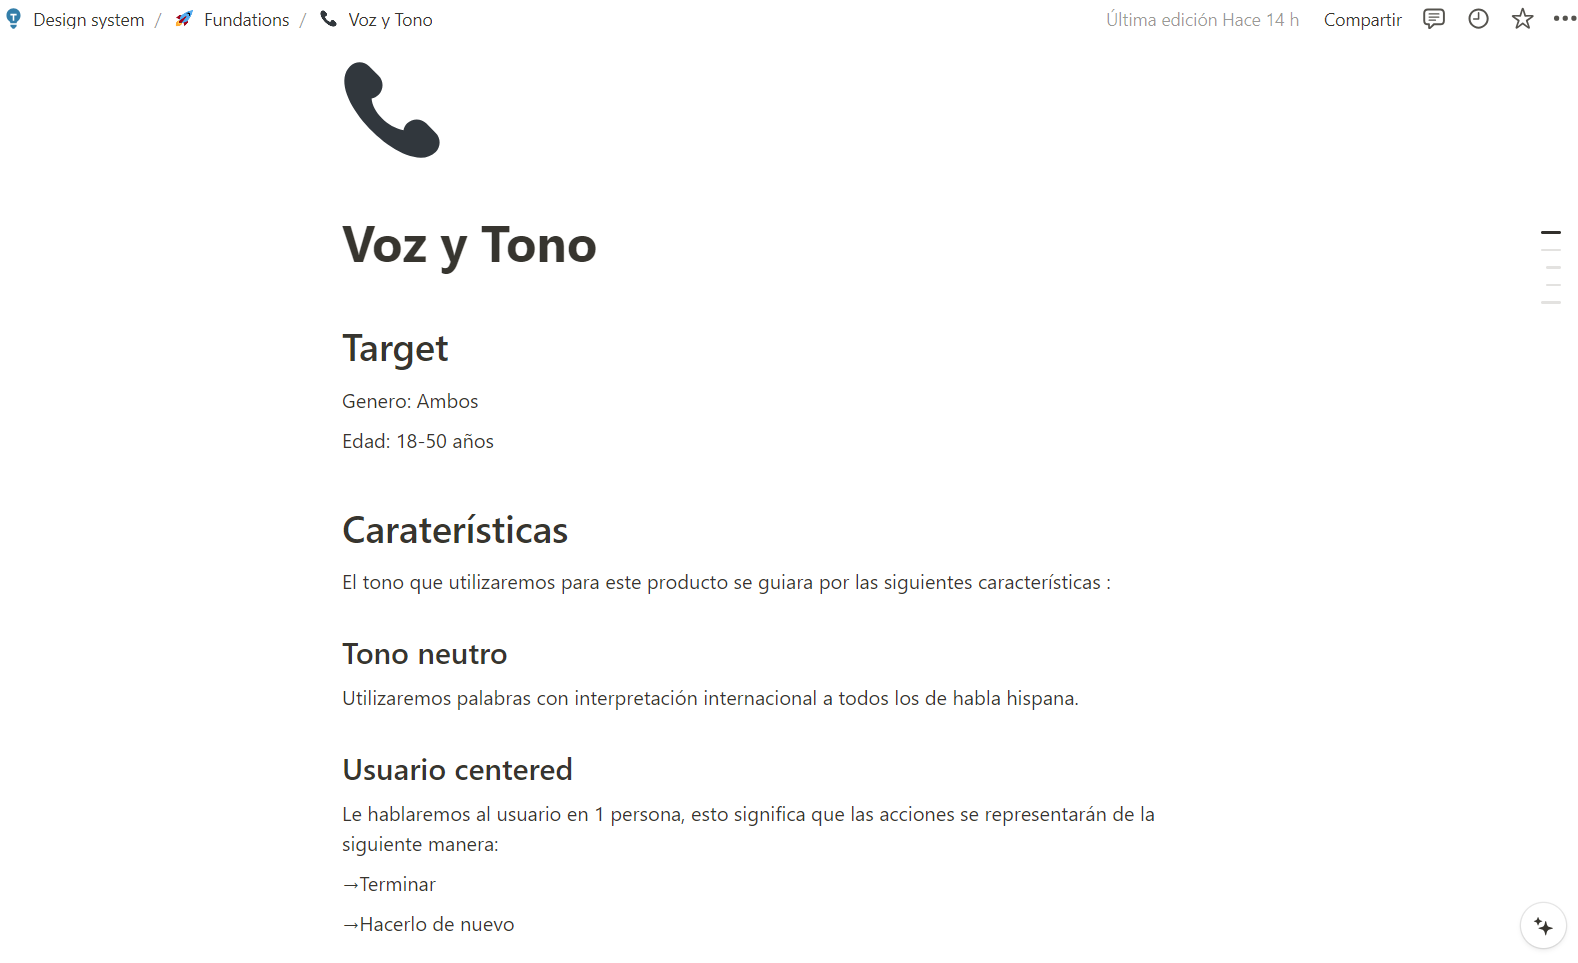 Design system / Fundations / Voz y Tono
Última edición Hace 14 h Compartir
Voz y Tono
Target
Genero: Ambos
Edad: 18-50 años
Caraterísticas
El tono que utilizaremos para este producto se guiara por las siguientes características :
Tono neutro
Utilizaremos palabras con interpretación internacional a todos los de habla hispana.
Usuario centered
Le hablaremos al usuario en 1 persona, esto significa que las acciones se representarán de la
siguiente manera:
→Terminar
→Hacerlo de nuevo